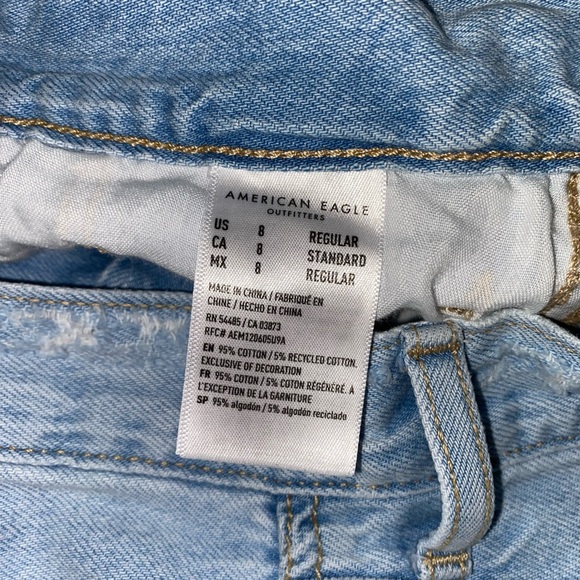 AMERICAN EAGLE
OUTFITTERS
US 8 REGULAR
CA 8 STANDARD
MX 8 REGULAR
MADE IN CHINA / FABRIQUÉ EN
CHINE / HECHO EN CHINA
RN 54485 / CA 03873
RFC# AEMT20605U9A
EN 95% COTTON / 5% RECYCLED COTTON.
EXCLUSIVE OF DECORATION
FR 95% COTON / 5% COTON RÉGÉNÉRÉ. À
L'EXCEPTION DE LA GARNITURE
SP 95% algodón / 5% algodón reciclado